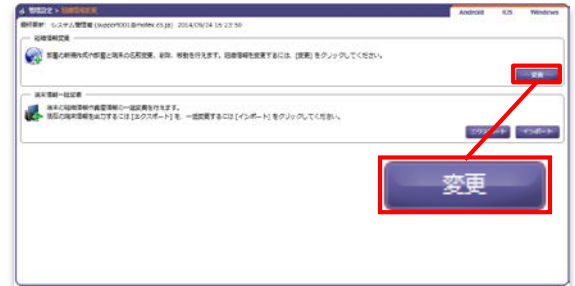 管理設定 > 組織情報変更
Android iOS Windows
最終更新: システム管理者 (support001@motex.co.jp) 2014/09/24 15:23:50
組織情報変更
部署の新規作成や部署と端末の名前変更、削除、移動を行えます。組織情報を変更するには、[変更] をクリックしてください。
変更
端末情報一括変更
端末の組織情報や資産情報の一括変更を行えます。
現在の端末情報を出力するには [エクスポート] を、一括変更するには [インポート] をクリックしてください。
エクスポート インポート
変更